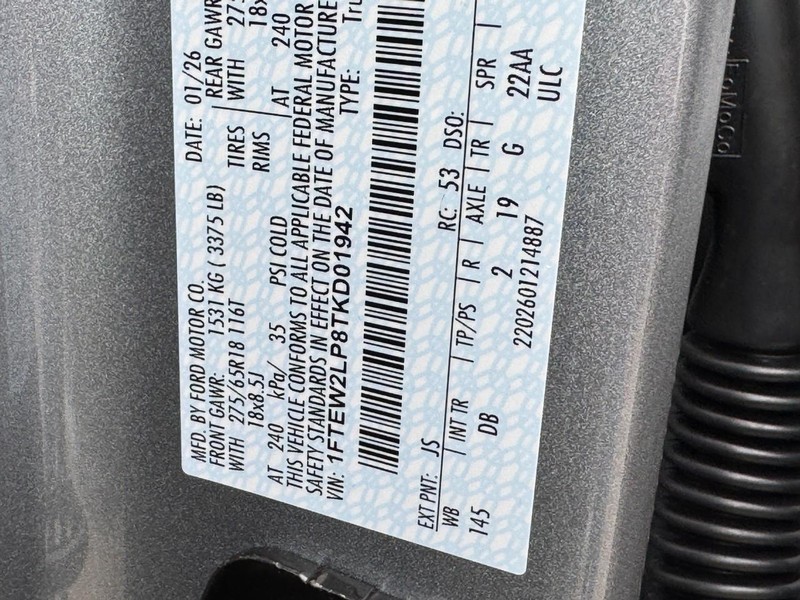 MFD. BY FORD MOTOR CO. DATE: 01/26
FRONT GAWR: 1531 KG ( 3375 LB) REAR GAWR
WITH 275/65R18 116T TIRES WITH
18x8.5J RIMS
AT 240 kPa/ 35 PSI COLD AT 240
THIS VEHICLE CONFORMS TO ALL APPLICABLE FEDERAL MOTOR
SAFETY STANDARDS IN EFFECT ON THE DATE OF MANUFACTURE
VIN: 1FTEW2LP8TKD01942 TYPE:
EXT PNT: JS RC: 53 DSO:
WB INT TR TP/PS R AXLE TR SPR
145 DB 2 19 G 22AA
2202601214887 ULC
FoMoCo